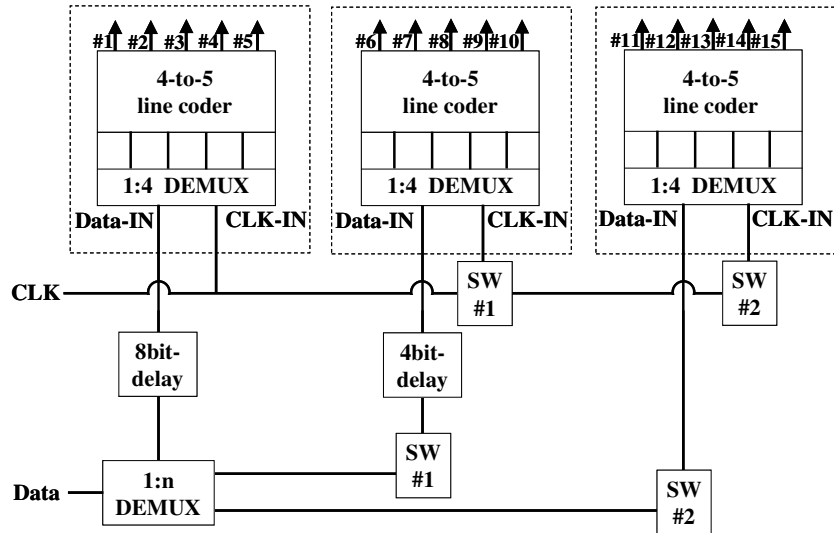 #1 #2 #3 #4 #5
#6 #7 #8 #9 #10
#11 #12 #13 #14 #15
4-to-5
line coder
4-to-5
line coder
4-to-5
line coder
1:4 DEMUX
1:4 DEMUX
1:4 DEMUX
Data-IN
CLK-IN
Data-IN
CLK-IN
Data-IN
CLK-IN
CLK
SW
#1
SW
#2
8bit-
delay
4bit-
delay
Data
1:n
DEMUX
SW
#1
SW
#2